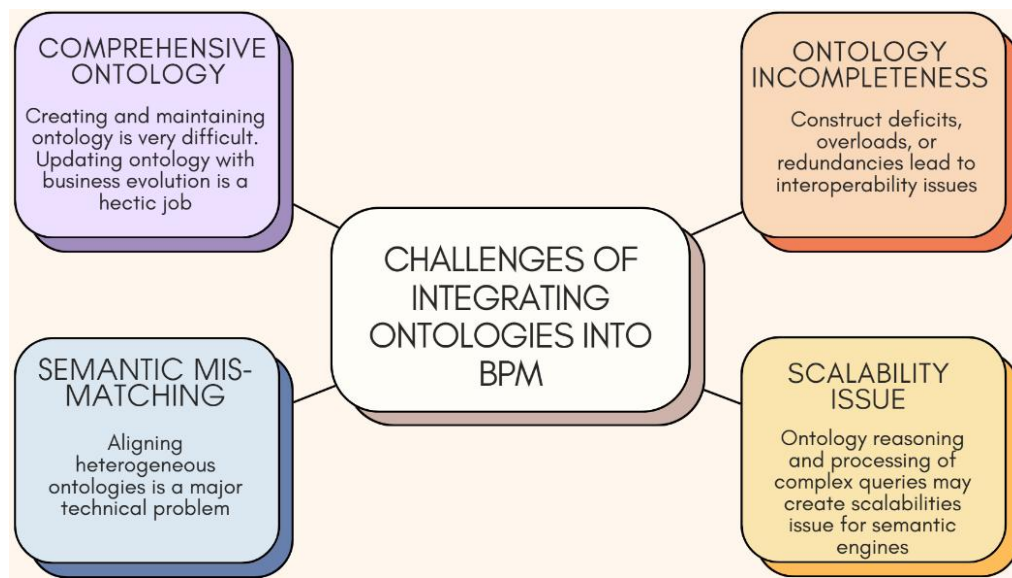 COMPREHENSIVE
ONTOLOGY
Creating and maintaining
ontology is very difficult.
Updating ontology with
business evolution is a
hectic job
ONTOLOGY
INCOMPLETENESS
Construct deficits,
overloads, or
redundancies lead to
interoperability issues
CHALLENGES OF
INTEGRATING
ONTOLOGIES INTO
BPM
SEMANTIC MIS-
MATCHING
Aligning
heterogeneous
ontologies is a major
technical problem
SCALABILITY
ISSUE
Ontology reasoning
and processing of
complex queries may
create scalabilities
issue for semantic
engines